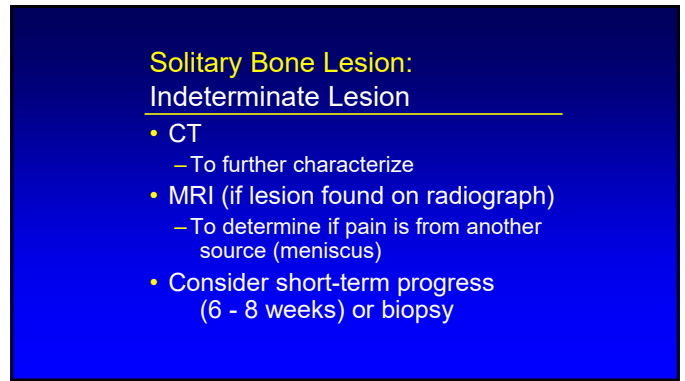 Solitary Bone Lesion:
Indeterminate Lesion
• CT
–To further characterize
• MRI (if lesion found on radiograph)
–To determine if pain is from another
source (meniscus)
• Consider short-term progress
(6 - 8 weeks) or biopsy